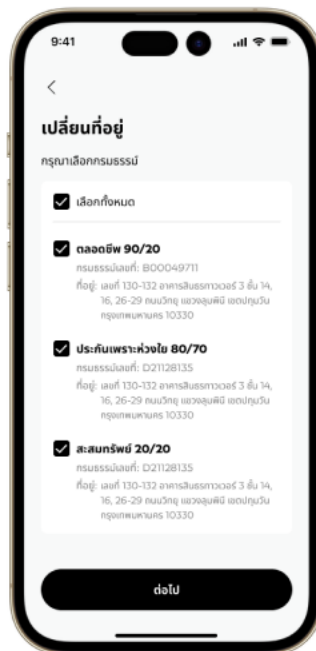 9:41
เปลี่ยนที่อยู่
กรุณาเลือกกรมธรรม์
เลือกทั้งหมด
ตลอดชีพ 90/20
กรมธรรม์เลขที่: B00049711
ที่อยู่: เลขที่ 130-132 อาคารสินธรทาวเวอร์ 3 ชั้น 14,
16, 26-29 ถนนวิทยุ แขวงลุมพินี เขตปทุมวัน
กรุงเทพมหานคร 10330
ประกันเพราะห่วงใย 80/70
กรมธรรม์เลขที่: D21128135
ที่อยู่: เลขที่ 130-132 อาคารสินธรทาวเวอร์ 3 ชั้น 14,
16, 26-29 ถนนวิทยุ แขวงลุมพินี เขตปทุมวัน
กรุงเทพมหานคร 10330
สะสมทรัพย์ 20/20
กรมธรรม์เลขที่: D21128135
ที่อยู่: เลขที่ 130-132 อาคารสินธรทาวเวอร์ 3 ชั้น 14,
16, 26-29 ถนนวิทยุ แขวงลุมพินี เขตปทุมวัน
กรุงเทพมหานคร 10330
ต่อไป